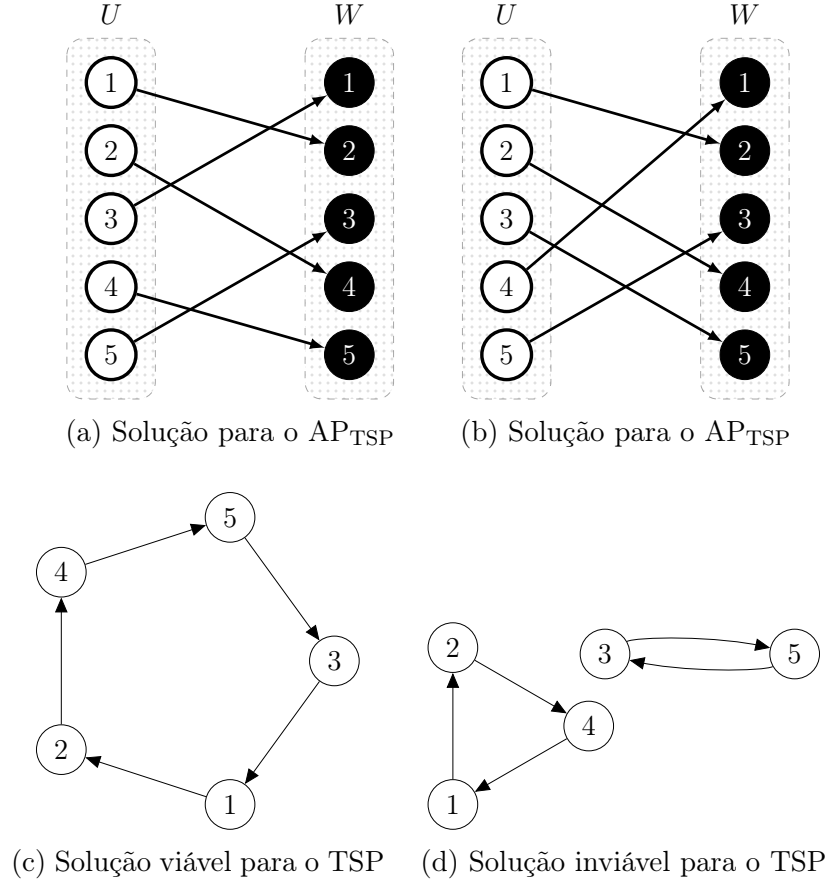 U W U W
1 1 1 1
2 2 2 2
3 3 3 3
4 4 4 4
5 5 5 5
(a) Solução para o AP_TSP (b) Solução para o AP_TSP
5
4
3
2
1
2
3 5
4
1
(c) Solução viável para o TSP (d) Solução inviável para o TSP